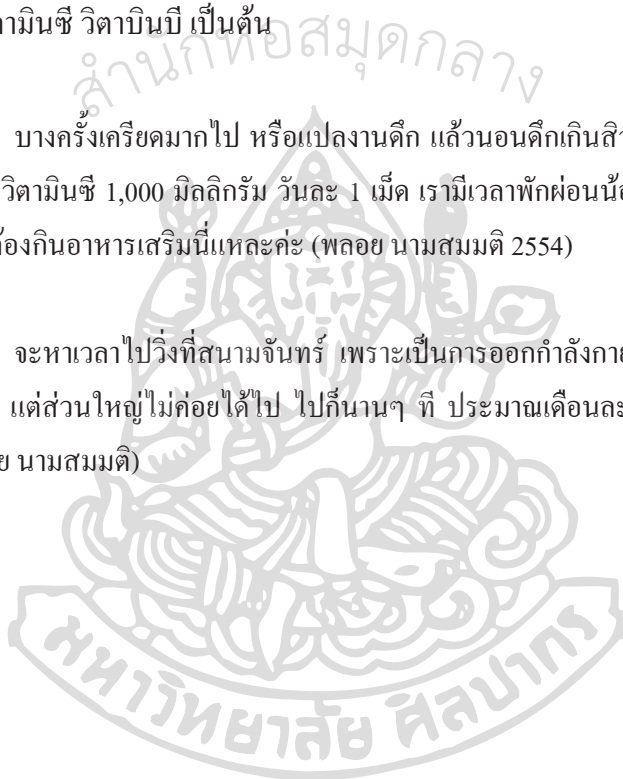 ามินซี วิตาบินบี เป็นต้น
สำนักหอสมุดกลาง
บางครั้งเครียดมากไป หรือแปลงานดึก แล้วนอนดึกเกินสิ
วิตามินซี 1,000 มิลลิกรัม วันละ 1 เม็ด เรามีเวลาพักผ่อนน้อ
้องกินอาหารเสริมนี่แหละค่ะ (พลอย นามสมมติ 2554)
จะหาเวลาไปวิ่งที่สนามจันทร์ เพราะเป็นการออกกำลังกาย
แต่ส่วนใหญ่ไม่ค่อยได้ไป ไปก็นานๆ ที ประมาณเดือนละ
ย นามสมมติ)
มหาวิทยาลัย ศิลปากร